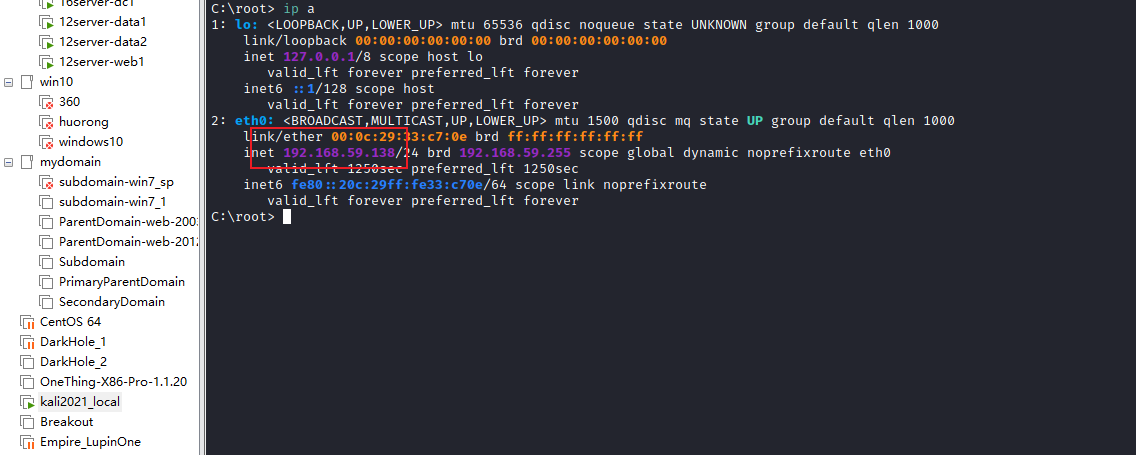 16server-dc1
12server-data1
12server-data2
12server-web1
win10
360
huorong
windows10
mydomain
subdomain-win7_sp
subdomain-win7_1
ParentDomain-web-2003
ParentDomain-web-2012
Subdomain
PrimaryParentDomain
SecondaryDomain
CentOS 64
DarkHole_1
DarkHole_2
OneThing-X86-Pro-1.1.20
kali2021_local
Breakout
Empire_LupinOne
C:\root> ip a
1: lo: <LOOPBACK,UP,LOWER_UP> mtu 65536 qdisc noqueue state UNKNOWN group default qlen 1000
link/loopback 00:00:00:00:00:00 brd 00:00:00:00:00:00
inet 127.0.0.1/8 scope host lo
valid_lft forever preferred_lft forever
inet6 ::1/128 scope host
valid_lft forever preferred_lft forever
2: eth0: <BROADCAST,MULTICAST,UP,LOWER_UP> mtu 1500 qdisc mq state UP group default qlen 1000
link/ether 00:0c:29:33:c7:0e brd ff:ff:ff:ff:ff:ff
inet 192.168.59.138/24 brd 192.168.59.255 scope global dynamic noprefixroute eth0
valid_lft 1250sec preferred_lft 1250sec
inet6 fe80::20c:29ff:fe33:c70e/64 scope link noprefixroute
valid_lft forever preferred_lft forever
C:\root>